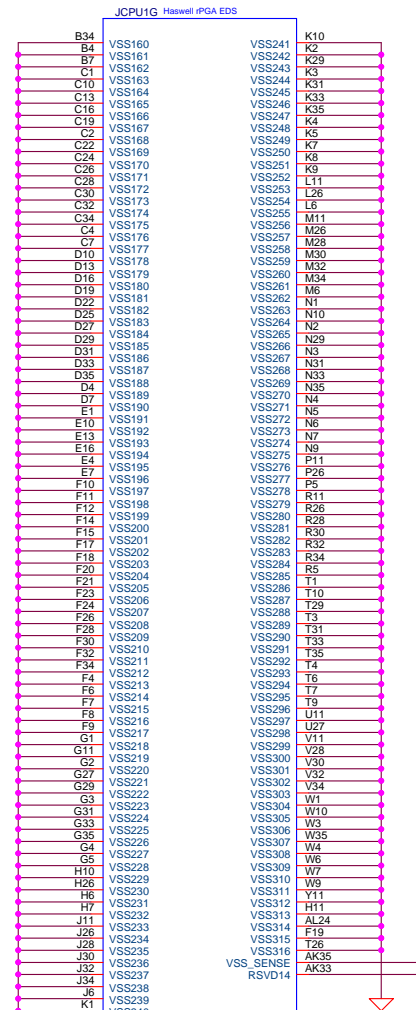 JCPU1G Haswell rPGA EDS
B34 VSS160 VSS241 K10
B4 VSS161 VSS242 K2
B7 VSS162 VSS243 K29
C1 VSS163 VSS244 K3
C10 VSS164 VSS245 K31
C13 VSS165 VSS246 K33
C16 VSS166 VSS247 K35
C19 VSS167 VSS248 K4
C2 VSS168 VSS249 K5
C22 VSS169 VSS250 K7
C24 VSS170 VSS251 K8
C26 VSS171 VSS252 K9
C28 VSS172 VSS253 L11
C30 VSS173 VSS254 L26
C32 VSS174 VSS255 L6
C34 VSS175 VSS256 M11
C4 VSS176 VSS257 M26
C7 VSS177 VSS258 M28
D10 VSS178 VSS259 M30
D13 VSS179 VSS260 M32
D16 VSS180 VSS261 M34
D19 VSS181 VSS262 M6
D22 VSS182 VSS263 N1
D25 VSS183 VSS264 N10
D27 VSS184 VSS265 N2
D29 VSS185 VSS266 N29
D31 VSS186 VSS267 N3
D33 VSS187 VSS268 N31
D35 VSS188 VSS269 N33
D4 VSS189 VSS270 N35
D7 VSS190 VSS271 N4
E1 VSS191 VSS272 N5
E10 VSS192 VSS273 N6
E13 VSS193 VSS274 N7
E16 VSS194 VSS275 N9
E4 VSS195 VSS276 P11
E7 VSS196 VSS277 P26
F10 VSS197 VSS278 P5
F11 VSS198 VSS279 R11
F12 VSS199 VSS280 R26
F14 VSS200 VSS281 R28
F15 VSS201 VSS282 R30
F17 VSS202 VSS283 R32
F18 VSS203 VSS284 R34
F20 VSS204 VSS285 R5
F21 VSS205 VSS286 T1
F23 VSS206 VSS287 T10
F24 VSS207 VSS288 T29
F26 VSS208 VSS289 T3
F28 VSS209 VSS290 T31
F30 VSS210 VSS291 T33
F32 VSS211 VSS292 T35
F34 VSS212 VSS293 T4
F4 VSS213 VSS294 T6
F6 VSS214 VSS295 T7
F7 VSS215 VSS296 T9
F8 VSS216 VSS297 U11
F9 VSS217 VSS298 U27
G1 VSS218 VSS299 V11
G11 VSS219 VSS300 V28
G2 VSS220 VSS301 V30
G27 VSS221 VSS302 V32
G29 VSS222 VSS303 V34
G3 VSS223 VSS304 W1
G31 VSS224 VSS305 W10
G33 VSS225 VSS306 W3
G35 VSS226 VSS307 W35
G4 VSS227 VSS308 W4
G5 VSS228 VSS309 W6
H10 VSS229 VSS310 W7
H26 VSS230 VSS311 W9
H6 VSS231 VSS312 Y11
H7 VSS232 VSS313 H11
J11 VSS233 VSS314 AL24
J26 VSS234 VSS315 F19
J28 VSS235 VSS316 T26
J30 VSS236 VSS_SENSE AK35
J32 VSS237 RSVD14 AK33
J34 VSS238
J6 VSS239
K1